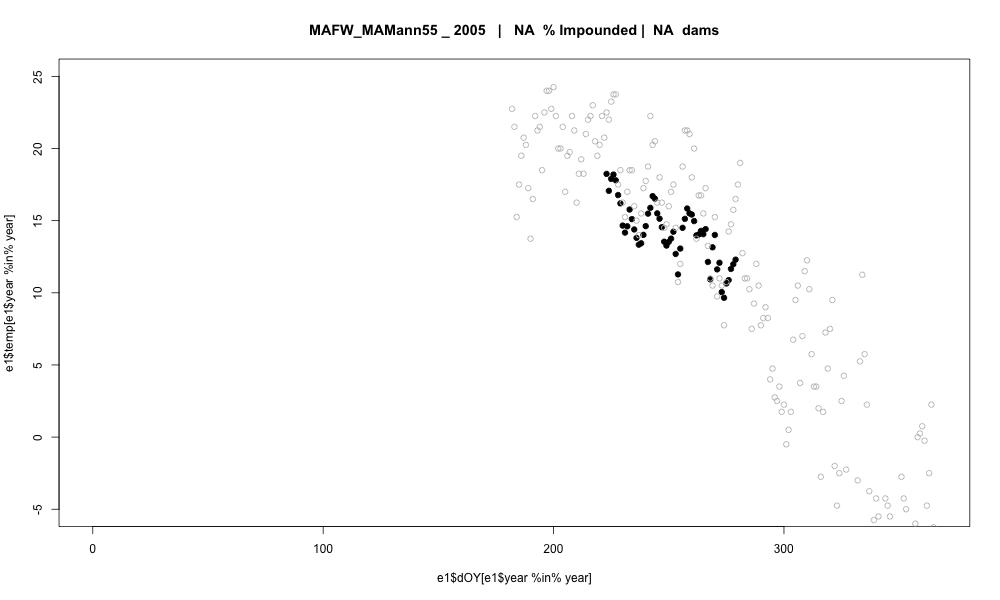 MAFW_MAMann55 _ 2005 | NA % Impounded | NA dams
25
20
15
10
5
0
-5
e1$temp[e1$year %in% year]
0 100 200 300
e1$dOY[e1$year %in% year]